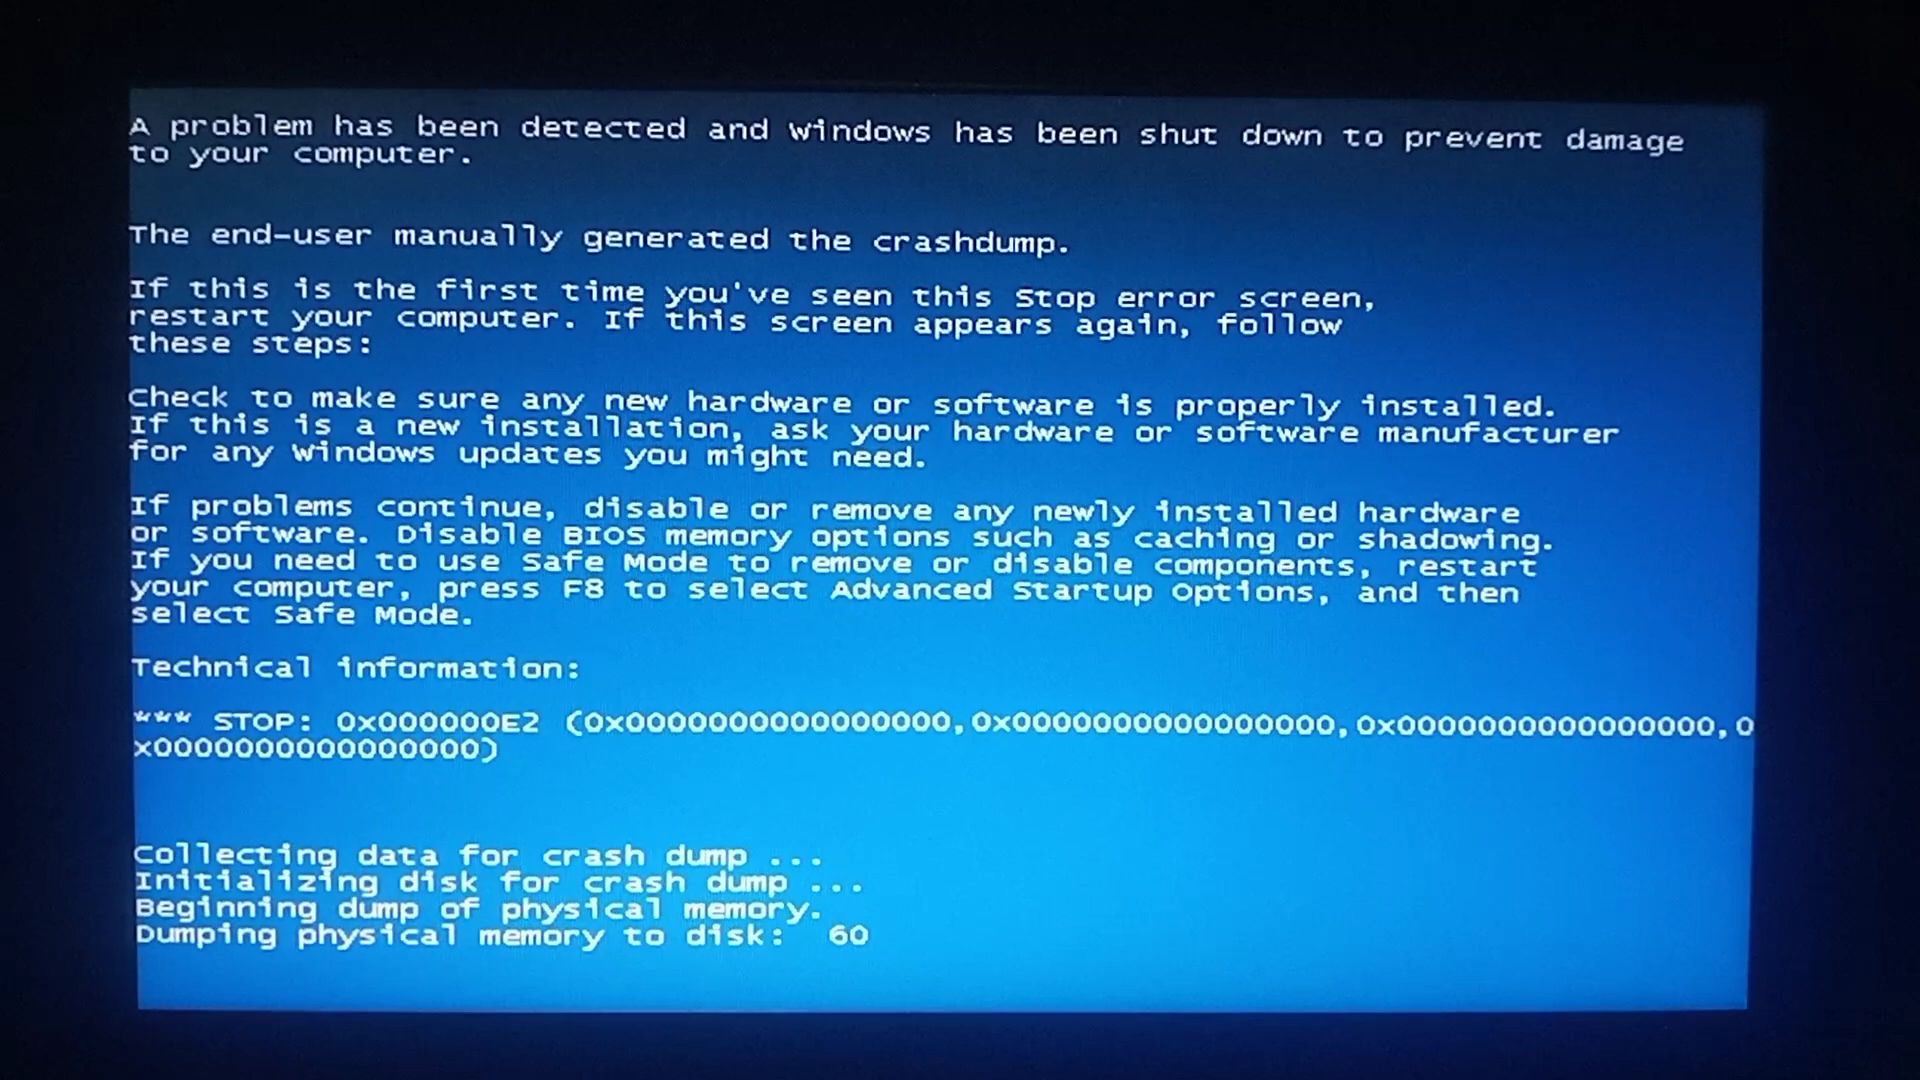 A problem has been detected and windows has been shut down to prevent damage
to your computer.
The end-user manually generated the crashdump.
If this is the first time you've seen this Stop error screen,
restart your computer. If this screen appears again, follow
these steps:
Check to make sure any new hardware or software is properly installed.
If this is a new installation, ask your hardware or software manufacturer
for any windows updates you might need.
If problems continue, disable or remove any newly installed hardware
or software. Disable BIOS memory options such as caching or shadowing.
If you need to use Safe Mode to remove or disable components, restart
your computer, press F8 to select Advanced Startup Options, and then
select Safe Mode.
Technical information:
*** STOP: 0x000000E2 (0x0000000000000000,0x0000000000000000,0x0000000000000000,0
x0000000000000000)
Collecting data for crash dump ...
Initializing disk for crash dump ...
Beginning dump of physical memory.
Dumping physical memory to disk:  60